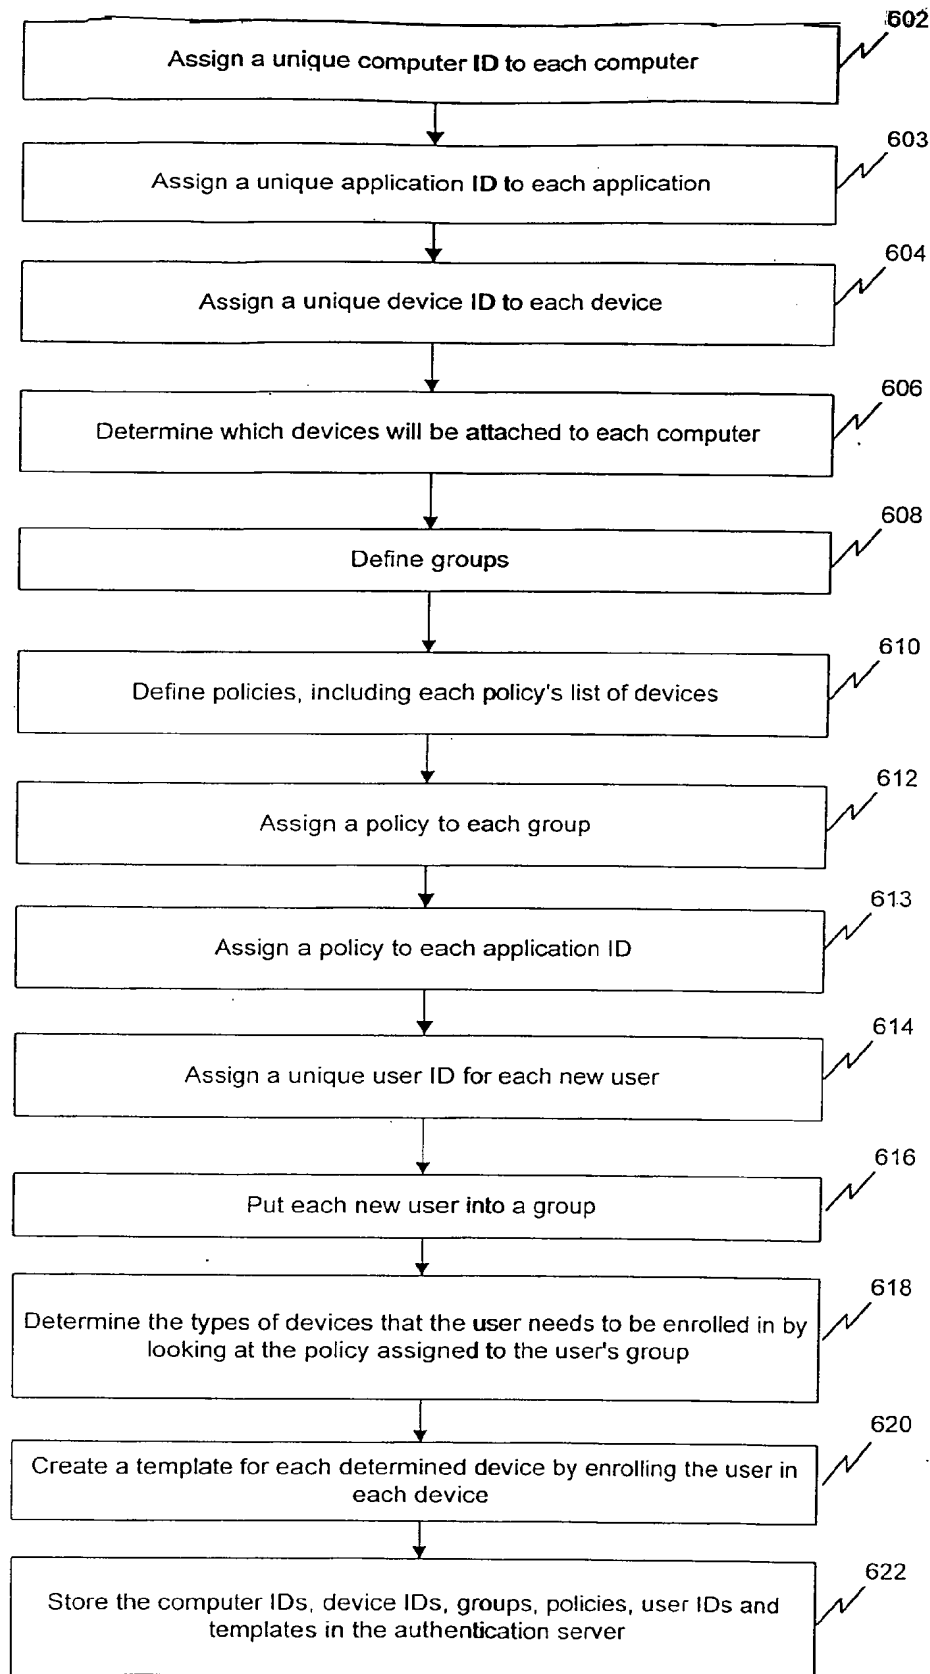 602
Assign a unique computer ID to each computer
603
Assign a unique application ID to each application
604
Assign a unique device ID to each device
606
Determine which devices will be attached to each computer
608
Define groups
610
Define policies, including each policy's list of devices
612
Assign a policy to each group
613
Assign a policy to each application ID
614
Assign a unique user ID for each new user
616
Put each new user into a group
618
Determine the types of devices that the user needs to be enrolled in by
looking at the policy assigned to the user's group
620
Create a template for each determined device by enrolling the user in
each device
622
Store the computer IDs, device IDs, groups, policies, user IDs and
templates in the authentication server